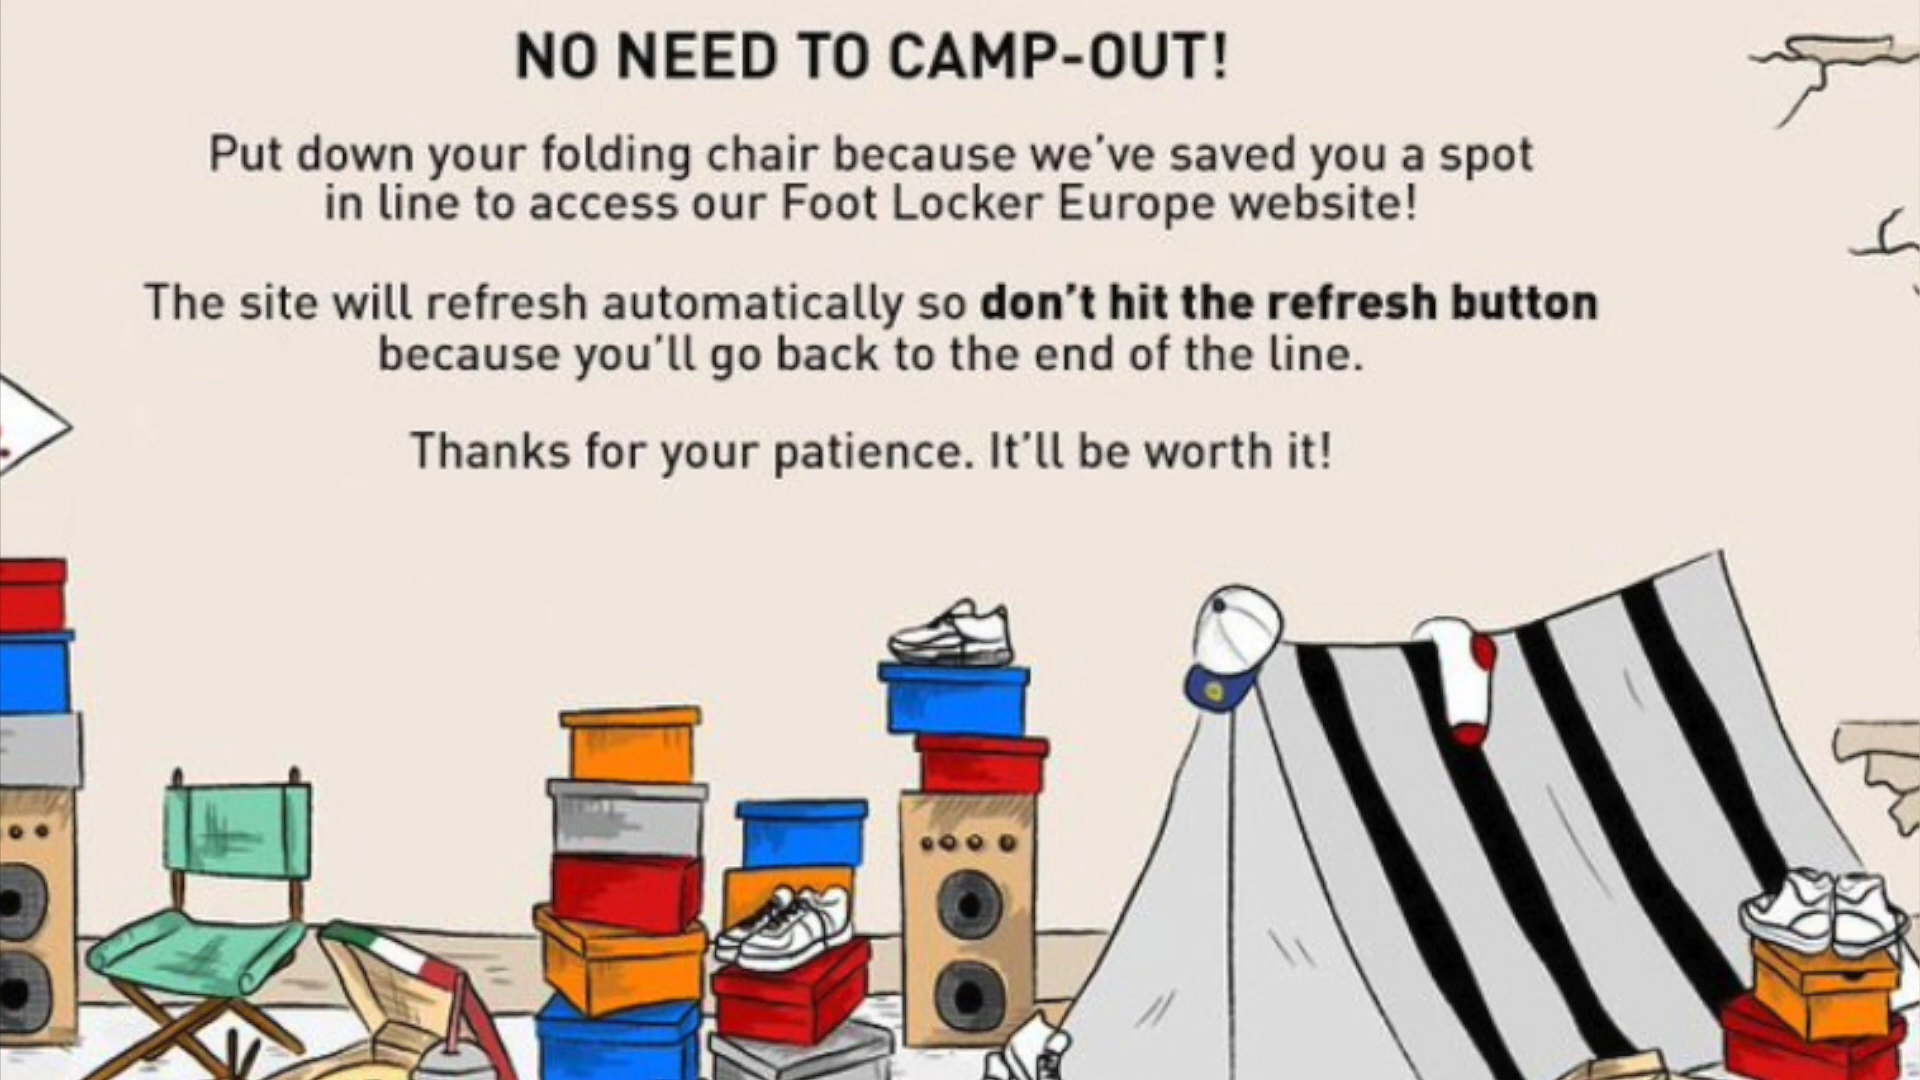 NO NEED TO CAMP-OUT!
Put down your folding chair because we've saved you a spot
in line to access our Foot Locker Europe website!
The site will refresh automatically so don't hit the refresh button
because you'll go back to the end of the line.
Thanks for your patience. It'll be worth it!